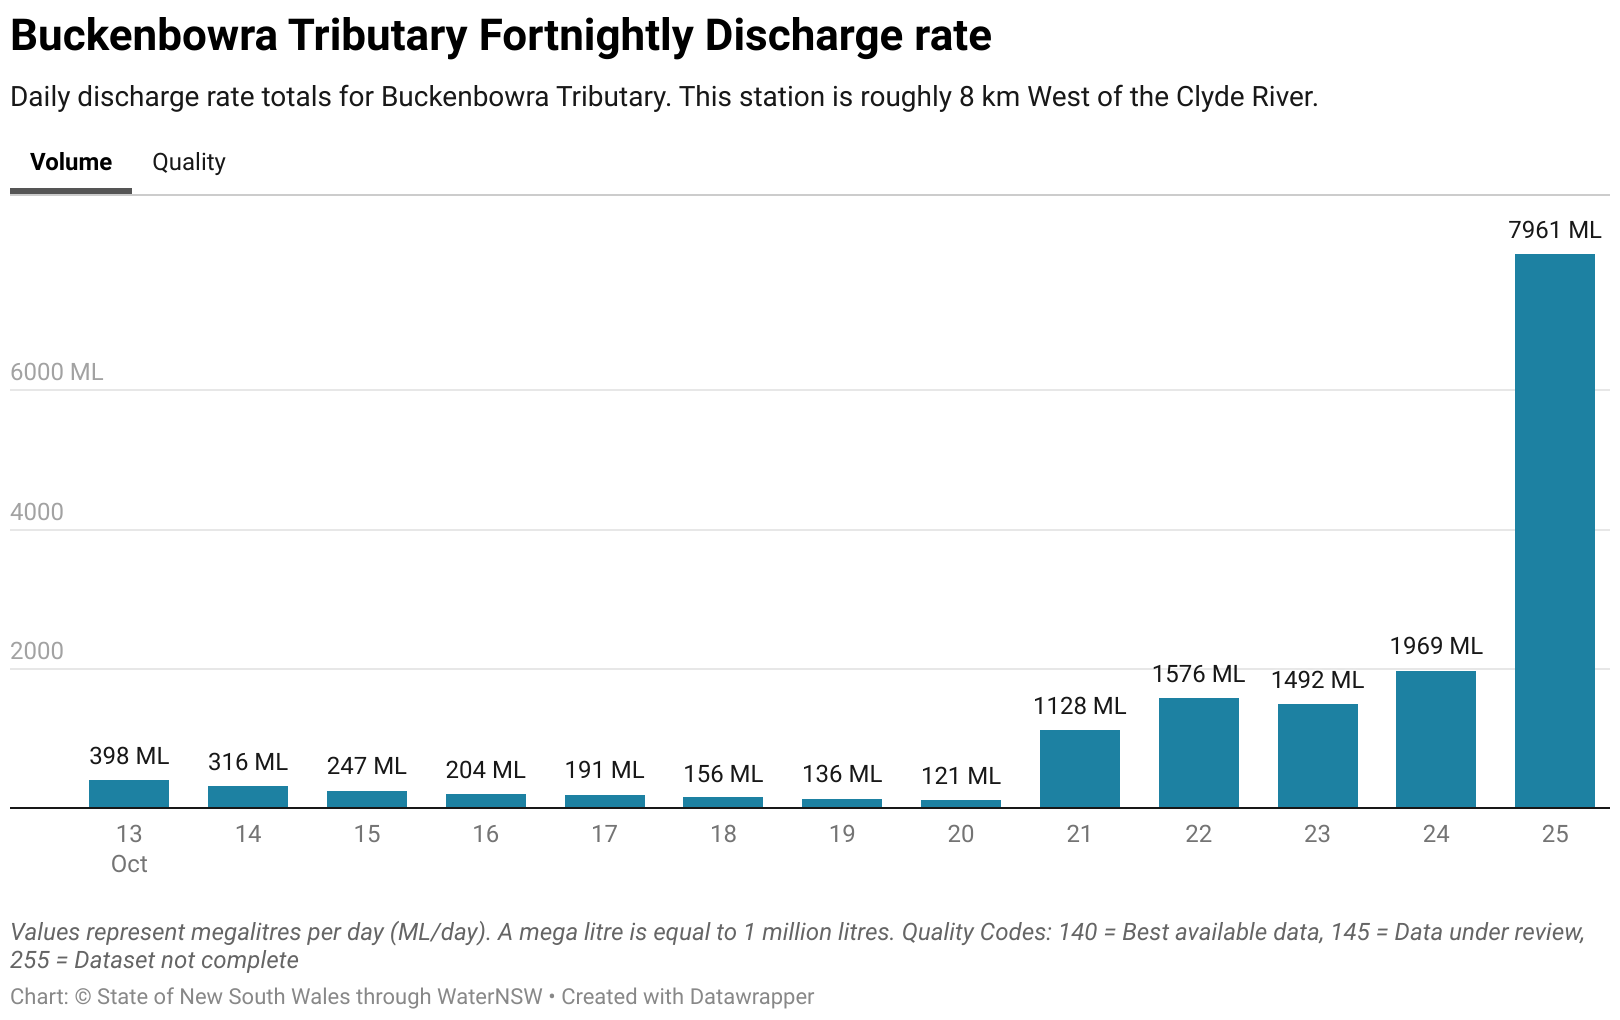 Buckenbowra Tributary Fortnightly Discharge rate
Daily discharge rate totals for Buckenbowra Tributary. This station is roughly 8 km West of the Clyde River.
Volume Quality
7961 ML
6000 ML
4000
2000
1969 ML
1576 ML
1492 ML
1128 ML
398 ML
316 ML
247 ML
204 ML
191 ML
156 ML
136 ML
121 ML
13 14 15 16 17 18 19 20 21 22 23 24 25
Oct
Values represent megalitres per day (ML/day). A mega litre is equal to 1 million litres. Quality Codes: 140 = Best available data, 145 = Data under review,
255 = Dataset not complete
Chart: © State of New South Wales through WaterNSW • Created with Datawrapper